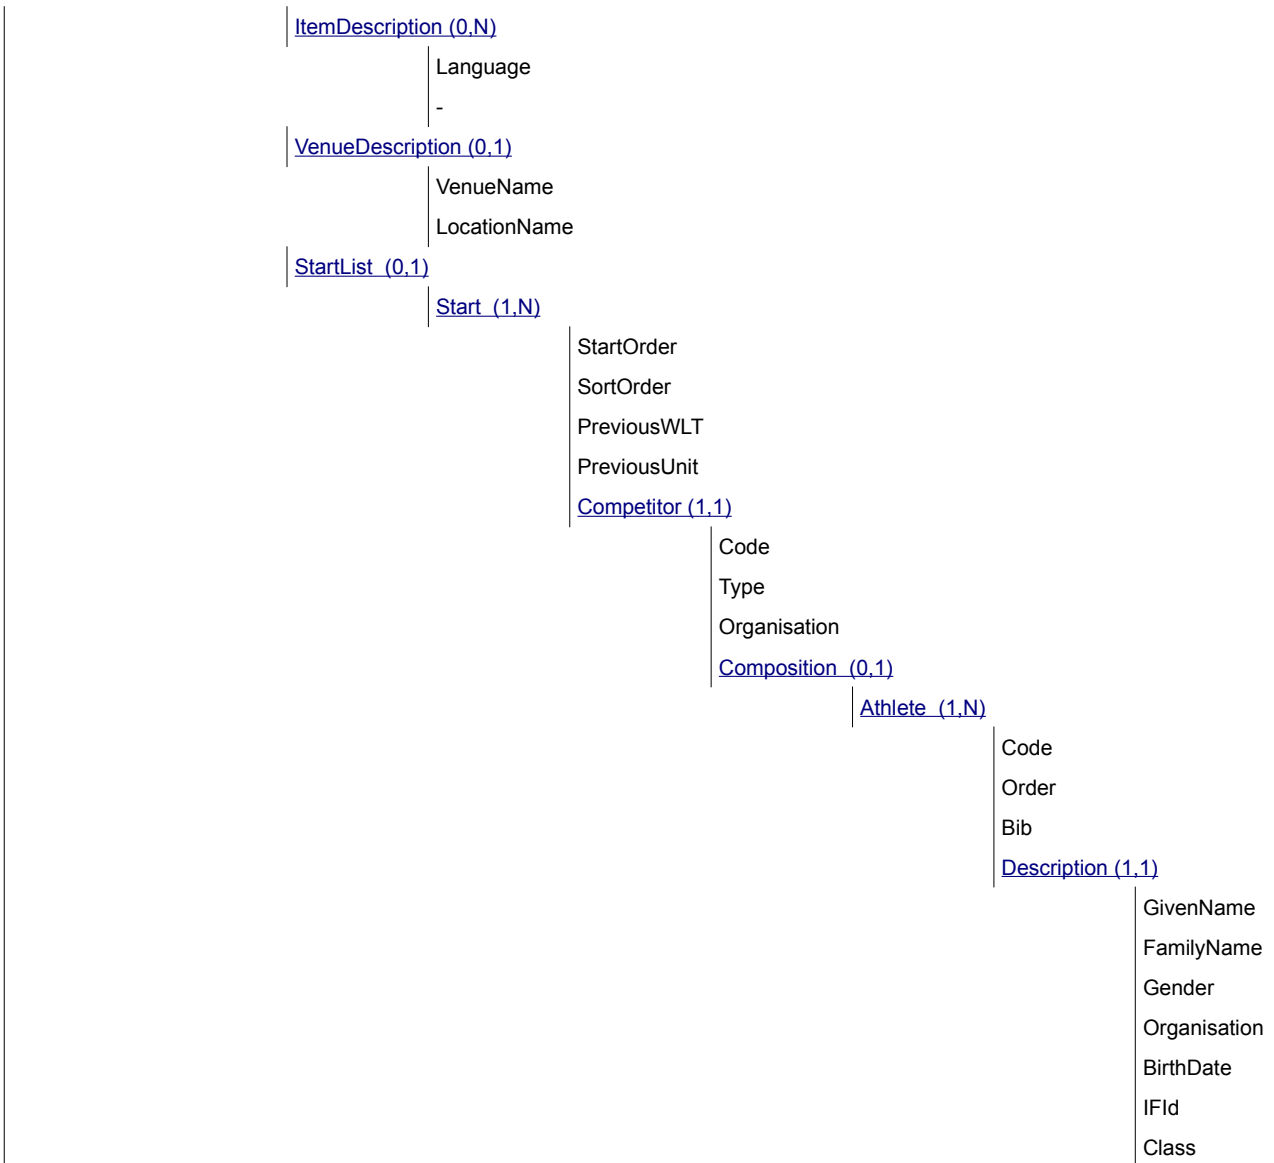 ItemDescription (0,N)
Language
-
VenueDescription (0,1)
VenueName
LocationName
StartList  (0,1)
Start  (1,N)
StartOrder
SortOrder
PreviousWLT
PreviousUnit
Competitor (1,1)
Code
Type
Organisation
Composition  (0,1)
Athlete  (1,N)
Code
Order
Bib
Description (1,1)
GivenName
FamilyName
Gender
Organisation
BirthDate
IFId
Class